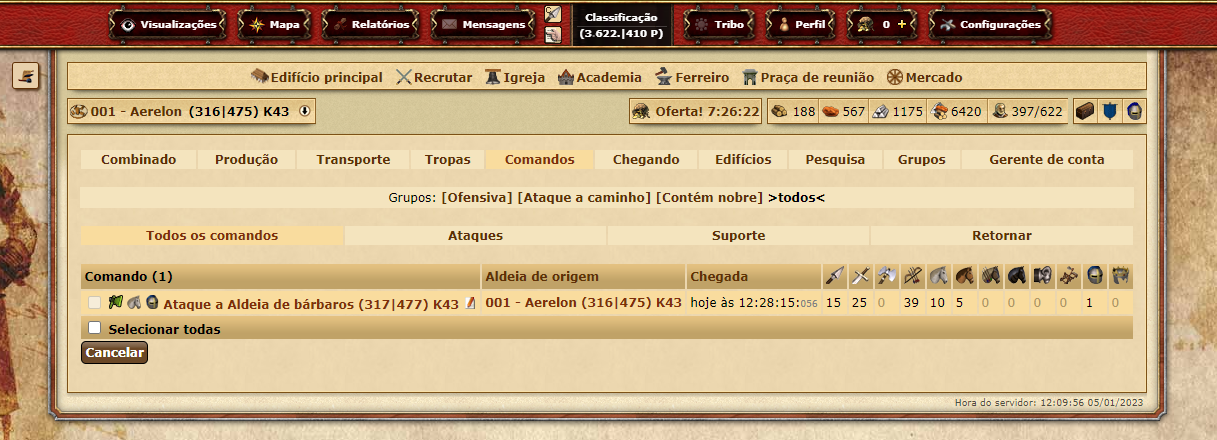 Visualizações Mapa Relatórios Mensagens Classificação Tribo Perfil 0 + Configurações
(3.622.|410 P)
Edifício principal Recrutar Igreja Academia Ferreiro Praça de reunião Mercado
001 - Aerelon (316|475) K43 Oferta! 7:26:22 188 567 1175 6420 397/622
Combinado Produção Transporte Tropas Comandos Chegando Edifícios Pesquisa Grupos Gerente de conta
Grupos: [Ofensiva] [Ataque a caminho] [Contém nobre] >todos<
Todos os comandos Ataques Suporte Retornar
Comando (1) Aldeia de origem Chegada
Ataque a Aldeia de bárbaros (317|477) K43 001 - Aerelon (316|475) K43 hoje às 12:28:15:056 15 25 0 39 10 5 0 0 0 0 1 0
Selecionar todas
Cancelar
Hora do servidor: 12:09:56 05/01/2023